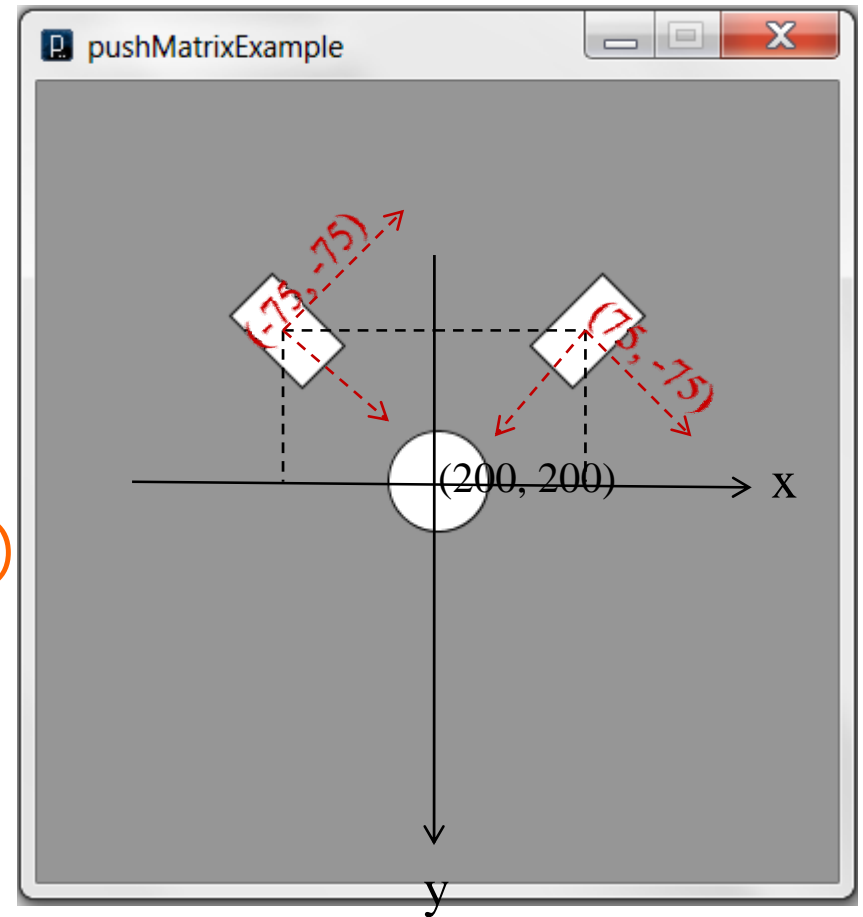 pushMatrixExample
(-75, -75)
(75, -75)
(200, 200)
x
y